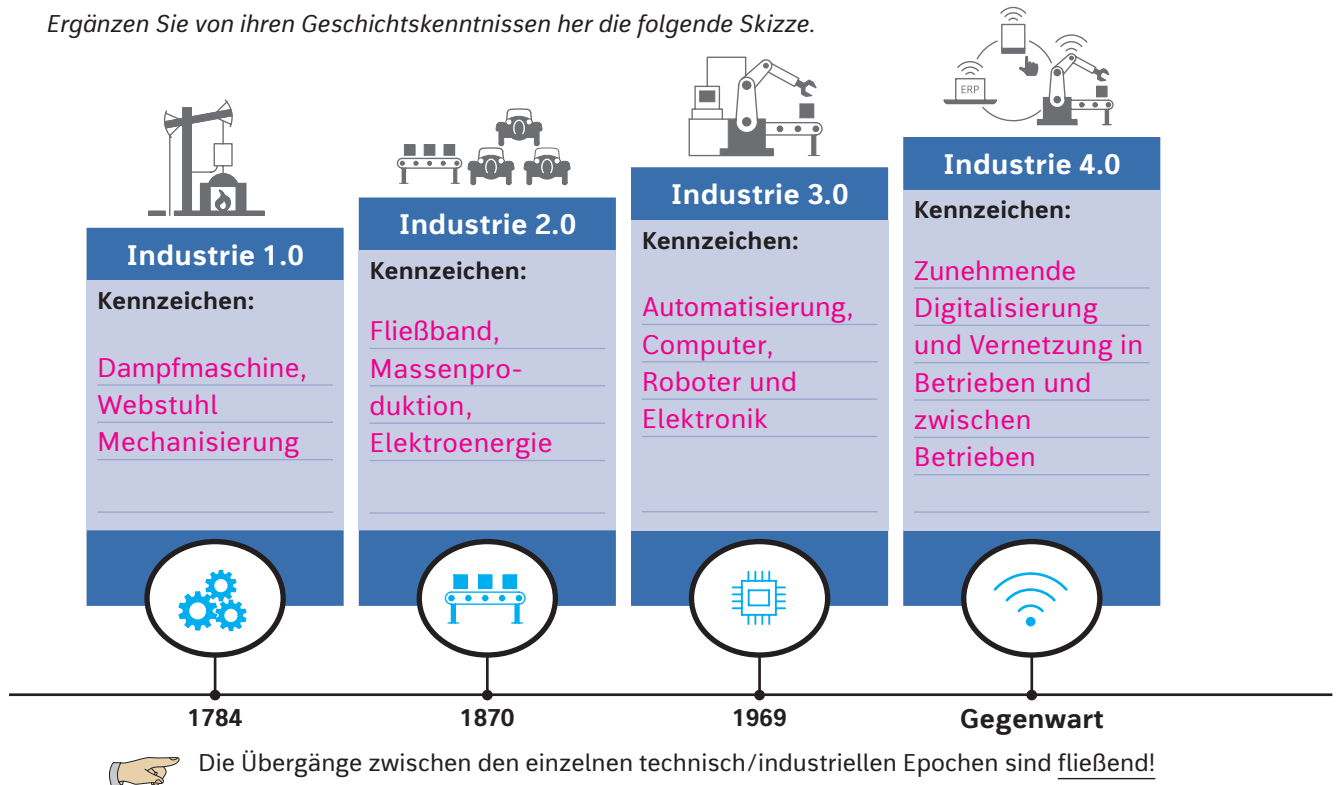 Ergänzen Sie von ihren Geschichtskenntnissen her die folgende Skizze.
Industrie 1.0
Kennzeichen:
Dampfmaschine,
Webstuhl
Mechanisierung
1784
Industrie 2.0
Kennzeichen:
Fließband,
Massenpro-
duktion,
Elektroenergie
1870
Industrie 3.0
Kennzeichen:
Automatisierung,
Computer,
Roboter und
Elektronik
1969
ERP
Industrie 4.0
Kennzeichen:
Zunehmende
Digitalisierung
und Vernetzung in
Betrieben und
zwischen
Betrieben
Gegenwart
Die Übergänge zwischen den einzelnen technisch/industriellen Epochen sind fließend!